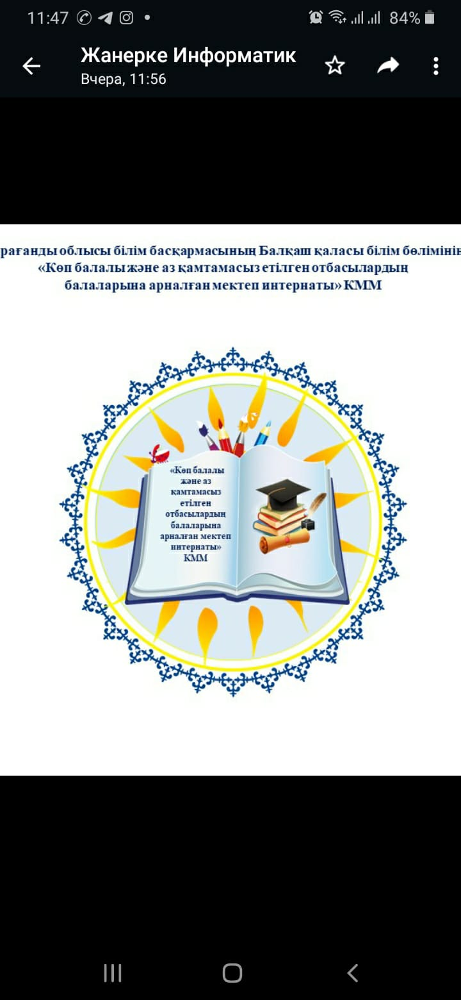 11:47
84%
Жанерке Информатик
Вчера, 11:56
рағанды облысы білім басқармасының Балқаш қаласы білім бөлімінің
«Көп балалы және аз қамтамасыз етілген отбасылардың
балаларына арналған мектеп интернаты» КММ
«Көп балалы
және аз
қамтамасыз
етілген
отбасылардың
балаларына
арналған мектеп
интернаты»
КММ